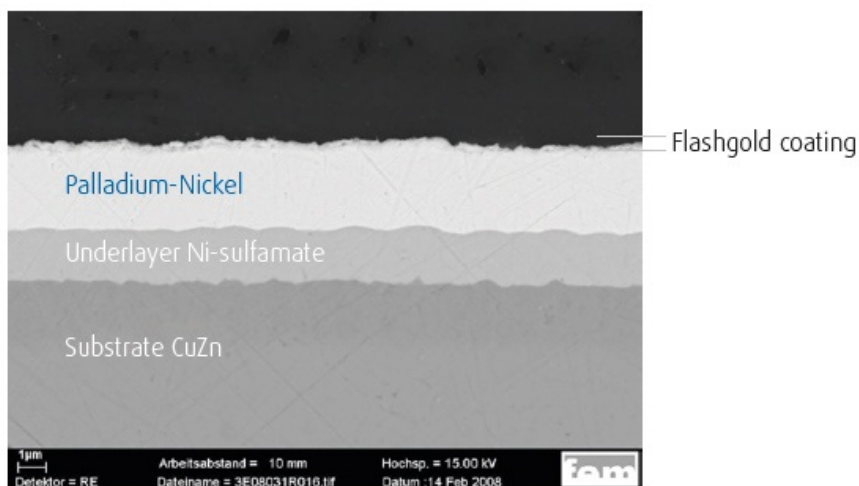 Flashgold coating
Palladium-Nickel
Underlayer Ni-sulfamate
Substrate CuZn
1µm
Arbeitsabstand = 10 mm
Hochsp. = 15.00 kV
fem
Detektor = RE
Dateiname = 3E08031R016.tif
Datum :14 Feb 2008